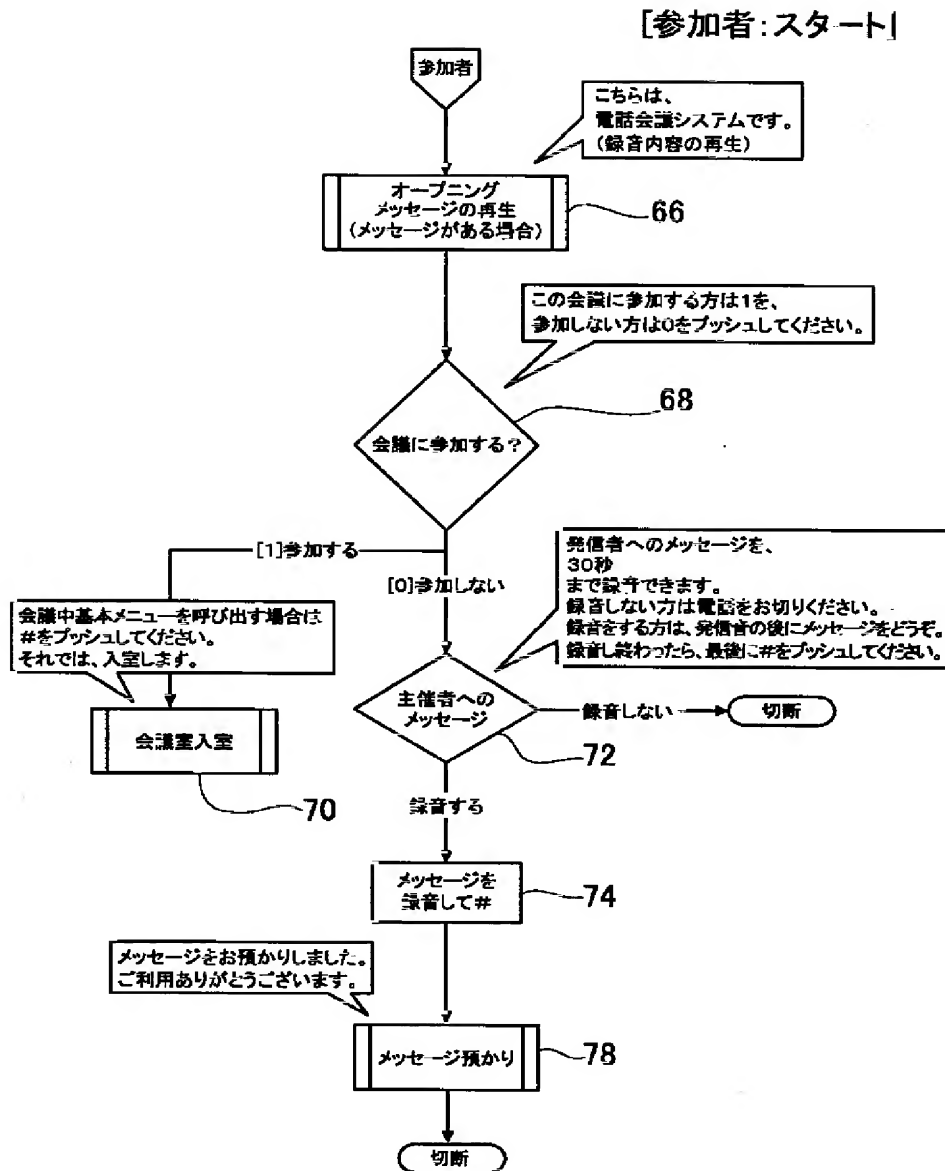 [参加者:スタート]
参加者
こちらは、
電話会議システムです。
(録音内容の再生)
オープニング
メッセージの再生
(メッセージがある場合)
66
この会議に参加する方は1を、
参加しない方は0をプッシュしてください。
68
会議に参加する?
[1]参加する
[0]参加しない
発信者へのメッセージを、
30秒
まで録音できます。
録音しない方は電話をお切りください。
録音をする方は、発信音の後にメッセージをどうぞ。
録音し終わったら、最後に#をプッシュしてください。
会議中基本メニューを呼び出す場合は
#をプッシュしてください。
それでは、入室します。
主催者への
メッセージ
録音しない
切断
72
会議室入室
70
録音する
メッセージを
録音して#
74
メッセージをお預かりしました。
ご利用ありがとうございます。
メッセージ預かり
78
切断